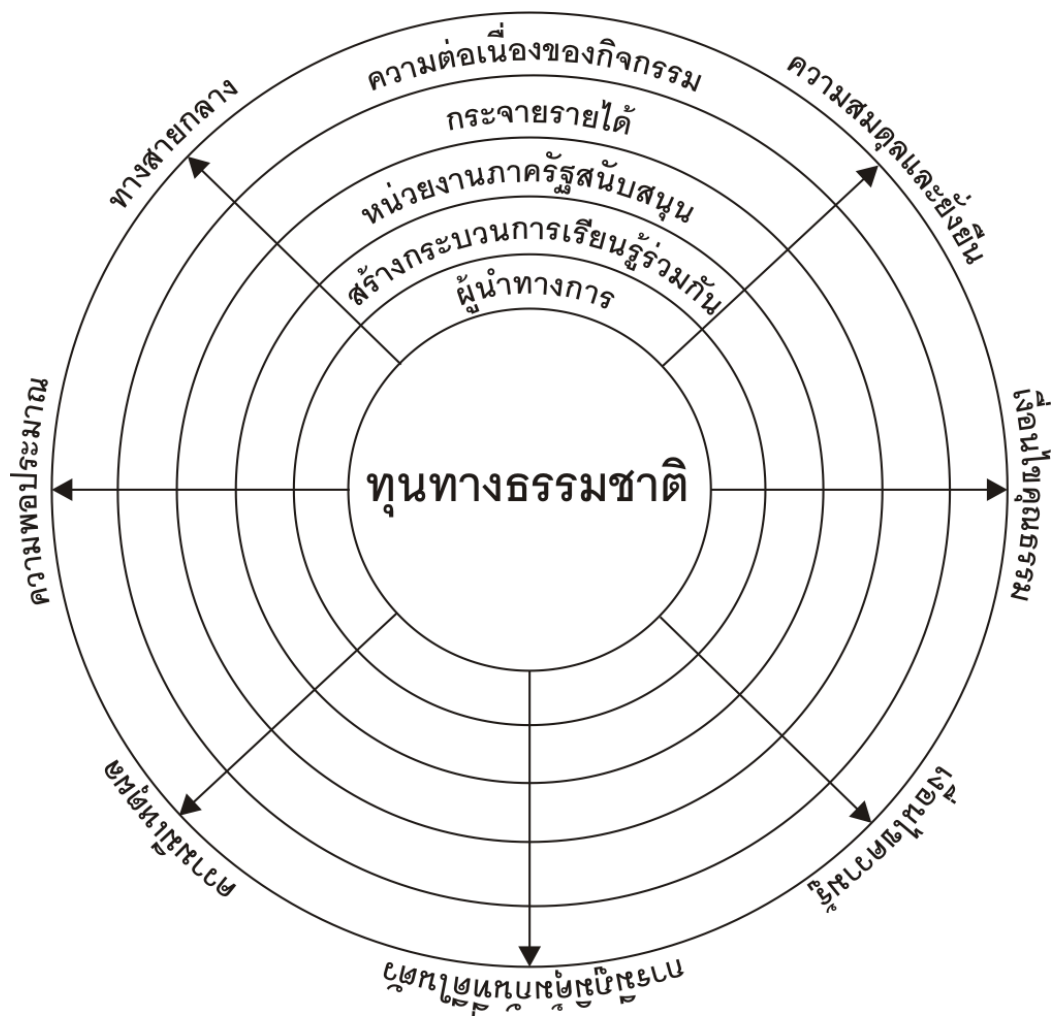 ความต่อเนื่องของกิจกรรม
กระจายรายได้
หน่วยงานภาครัฐสนับสนุน
สร้างกระบวนการเรียนรู้ร่วมกัน
ผู้นำทางการ
ทุนทางธรรมชาติ
ทางสายกลาง
ความสมดุลและยั่งยืน
เงื่อนไขคุณธรรม
เงื่อนไขความรู้
การมีภูมิคุ้มกันที่ดีในตัว
ความมีเหตุผล
ความพอประมาณ